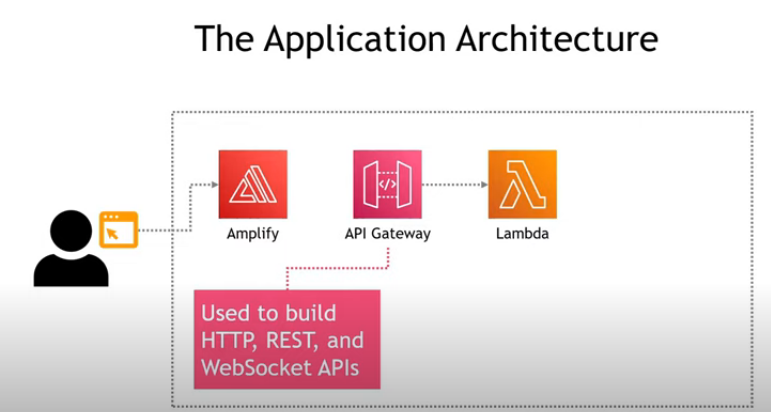 The Application Architecture
Amplify
API Gateway
Lambda
Used to build
HTTP, REST, and
WebSocket APIs